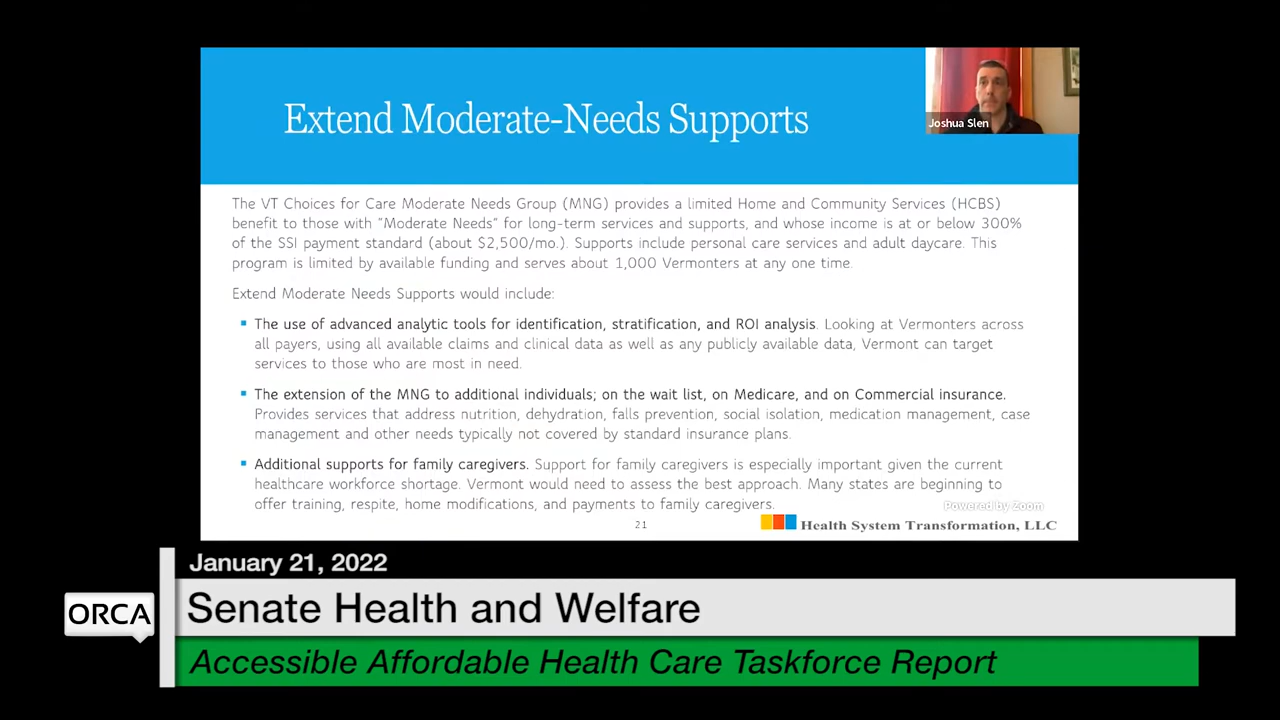 Extend Moderate-Needs Supports
Joshua Slen
The VT Choices for Care Moderate Needs Group (MNG) provides a limited Home and Community Services (HCBS)
benefit to those with “Moderate Needs” for long-term services and supports, and whose income is at or below 300%
of the SSI payment standard (about $2,500/mo.). Supports include personal care services and adult daycare. This
program is limited by available funding and serves about 1,000 Vermonters at any one time.
Extend Moderate Needs Supports would include:
▪ The use of advanced analytic tools for identification, stratification, and ROI analysis. Looking at Vermonters across
all payers, using all available claims and clinical data as well as any publicly available data, Vermont can target
services to those who are most in need.
▪ The extension of the MNG to additional individuals; on the wait list, on Medicare, and on Commercial insurance.
Provides services that address nutrition, dehydration, falls prevention, social isolation, medication management, case
management and other needs typically not covered by standard insurance plans.
▪ Additional supports for family caregivers. Support for family caregivers is especially important given the current
healthcare workforce shortage. Vermont would need to assess the best approach. Many states are beginning to
offer training, respite, home modifications, and payments to family caregivers.
Powered by Zoom
21
Health System Transformation, LLC
January 21, 2022
ORCA
Senate Health and Welfare
Accessible Affordable Health Care Taskforce Report